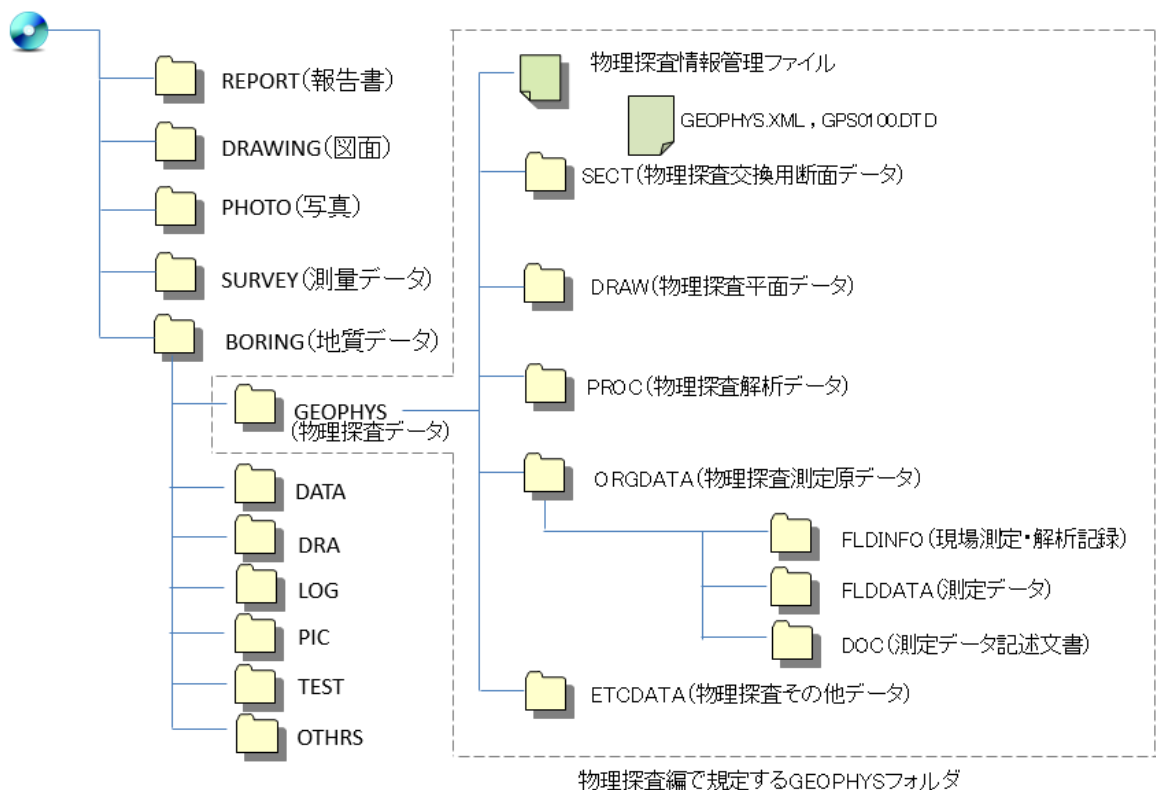 REPORT(報告書)
DRAWING(図面)
PHOTO(写真)
SURVEY(測量データ)
BORING(地質データ)
GEOPHYS
(物理探査データ)
DATA
DRA
LOG
PIC
TEST
OTHRS
物理探査情報管理ファイル
GEOPHYS.XML , GPS0100.DTD
SECT(物理探査交換用断面データ)
DRAW(物理探査平面データ)
PROC(物理探査解析データ)
ORGDATA(物理探査測定原データ)
FLDINFO(現場測定・解析記録)
FLDDATA(測定データ)
DOC(測定データ記述文書)
ETCDATA(物理探査その他データ)
物理探査編で規定するGEOPHYSフォルダ